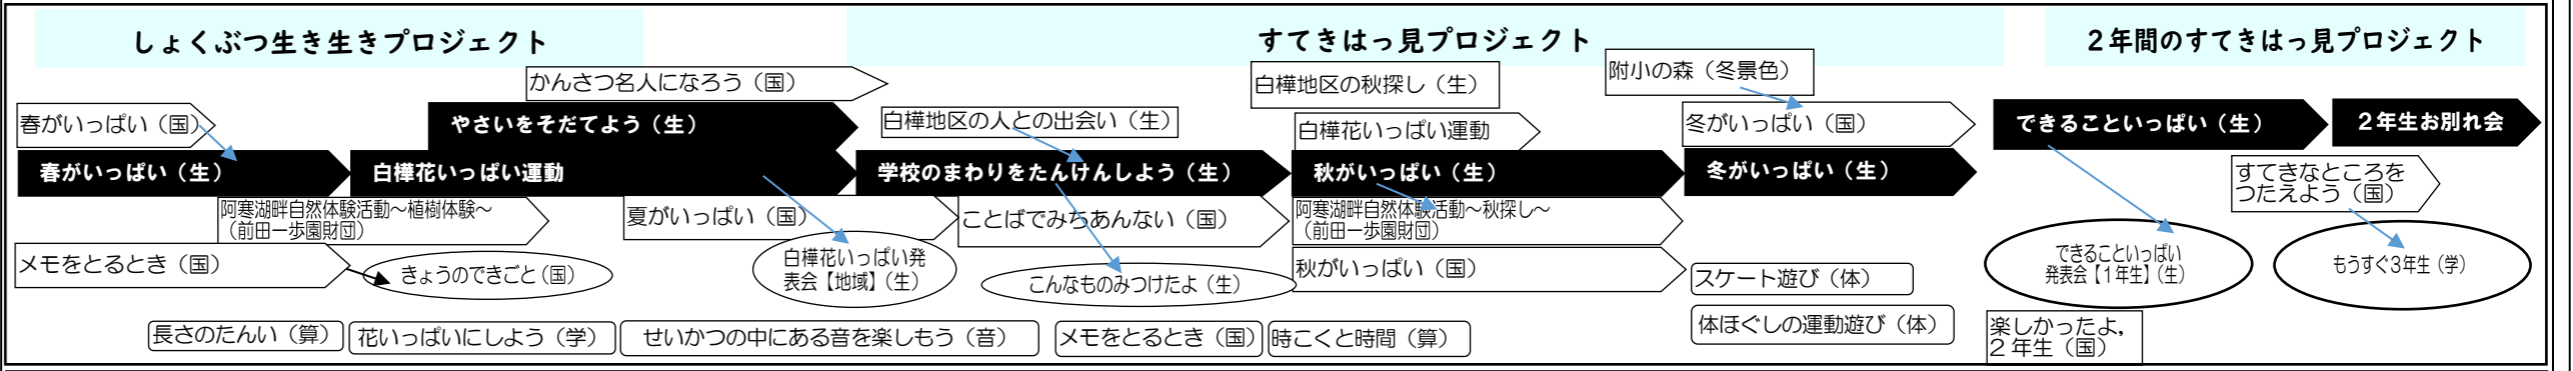 しょくぶつ生き生きプロジェクト
すてきはっ見プロジェクト
２年間のすてきはっ見プロジェクト
かんさつ名人になろう（国）
春がいっぱい（国）
やさいをそだてよう（生）
春がいっぱい（生）
白樺花いっぱい運動
阿寒湖畔自然体験活動～植樹体験～
（前田一歩園財団）
夏がいっぱい（国）
メモをとるとき（国）
きょうのできごと（国）
白樺花いっぱい発
表会【地域】（生）
長さのたんい（算）
花いっぱいにしよう（学）
せいかつの中にある音を楽しもう（音）
白樺地区の人との出会い（生）
白樺地区の秋探し（生）
附小の森（冬景色）
白樺花いっぱい運動
冬がいっぱい（国）
学校のまわりをたんけんしよう（生）
秋がいっぱい（生）
冬がいっぱい（生）
ことばでみちあんない（国）
阿寒湖畔自然体験活動～秋探し～
（前田一歩園財団）
こんなものみつけたよ（生）
秋がいっぱい（国）
スケート遊び（体）
体ほぐしの運動遊び（体）
メモをとるとき（国）
時こくと時間（算）
できることいっぱい（生）
２年生お別れ会
すてきなところを
つたえよう（国）
できることいっぱい
発表会【１年生】（生）
もうすぐ３年生（学）
楽しかったよ，
２年生（国）